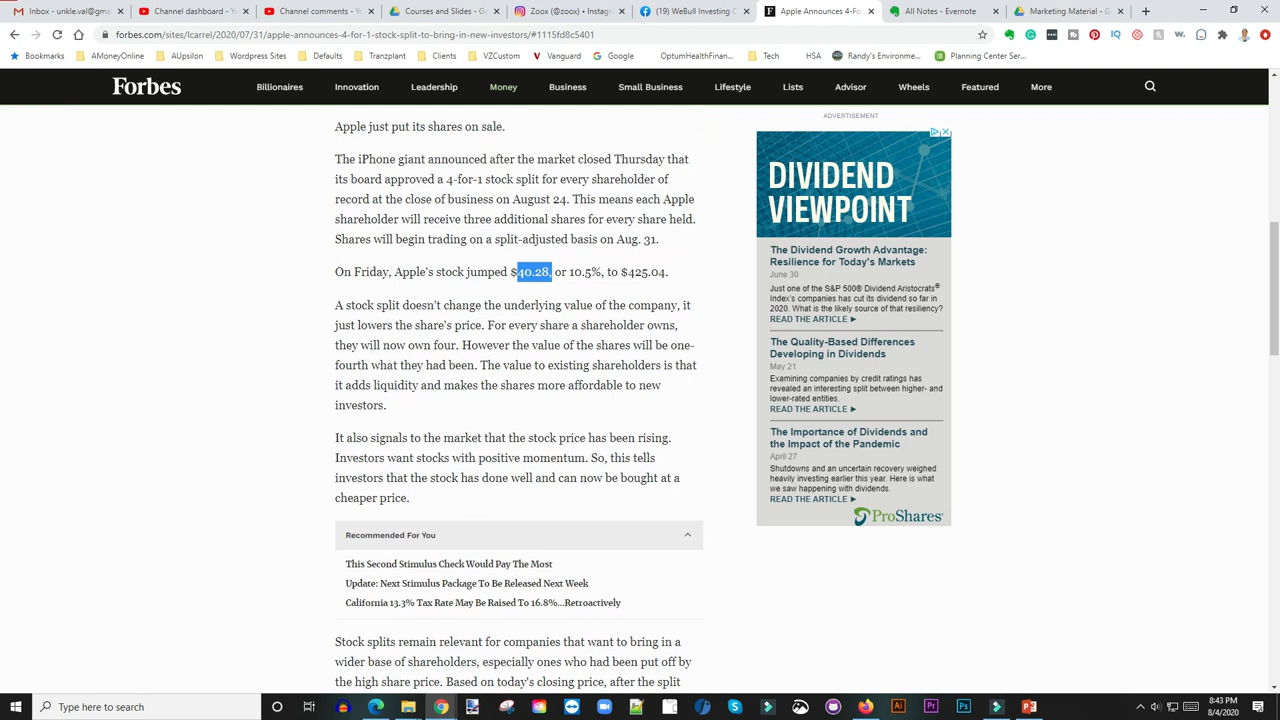 unkle.val@gmail.com
Channel dashboard - Y
Channel comments - Y
Courses and Slides - G
Zoox (@zoox) • Instag
(19) WeBull Investing C
Apple Announces 4-Fo
All Notes - Evernote
Marketing Material - G
forbes.com/sites/lcarrel/2020/07/31/apple-announces-4-for-1-stock-split-to-bring-in-new-investors/#1115fd8c5401
Bookmarks
AMoneyOnline
AUpsilon
Wordpress Sites
Defaults
Tranzplant
Clients
VZCustom
Vanguard
Google
OptumHealthFinan...
Tech
HSA
Randy's Environme...
Planning Center Ser...
Forbes
Billionaires
Innovation
Leadership
Money
Business
Small Business
Lifestyle
Lists
Advisor
Wheels
Featured
More
Apple just put its shares on sale.
The iPhone giant announced after the market closed Thursday that
its board approved a 4-for-1 stock split for every shareholder of
record at the close of business on August 24. This means each Apple
shareholder will receive three additional shares for every share held.
Shares will begin trading on a split-adjusted basis on Aug. 31.
On Friday, Apple's stock jumped $40.28, or 10.5%, to $425.04.
A stock split doesn't change the underlying value of the company, it
just lowers the share's price. For every share a shareholder owns,
they will now own four. However the value of the shares will be one-
fourth what they had been. The value to existing shareholders is that
it adds liquidity and makes the shares more affordable to new
investors.
It also signals to the market that the stock price has been rising.
Investors want stocks with positive momentum. So, this tells
investors that the stock has done well and can now be bought at a
cheaper price.
Recommended For You
This Second Stimulus Check Would Pay The Most
Update: Next Stimulus Package To Be Released Next Week
California 13.3% Tax Rate May Be Raised To 16.8%...Retroactively
Stock splits remain relevant for companies that want to bring in a
wider base of shareholders, especially ones who had been put off by
the high share price. Based on today's closing price, after the split
ADVERTISEMENT
DIVIDEND
VIEWPOINT
The Dividend Growth Advantage:
Resilience for Today's Markets
June 30
Just one of the S&P 500® Dividend Aristocrats®
Index's companies has cut its dividend so far in
2020. What is the likely source of that resiliency?
READ THE ARTICLE ►
The Quality-Based Differences
Developing in Dividends
May 21
Examining companies by credit ratings has
revealed an interesting split between higher- and
lower-rated entities.
READ THE ARTICLE ►
The Importance of Dividends and
the Impact of the Pandemic
April 27
Shutdowns and an uncertain recovery weighed
heavily investing earlier this year. Here is what
we saw happening with dividends.
READ THE ARTICLE ►
ProShares
Type here to search
8:43 PM
8/4/2020